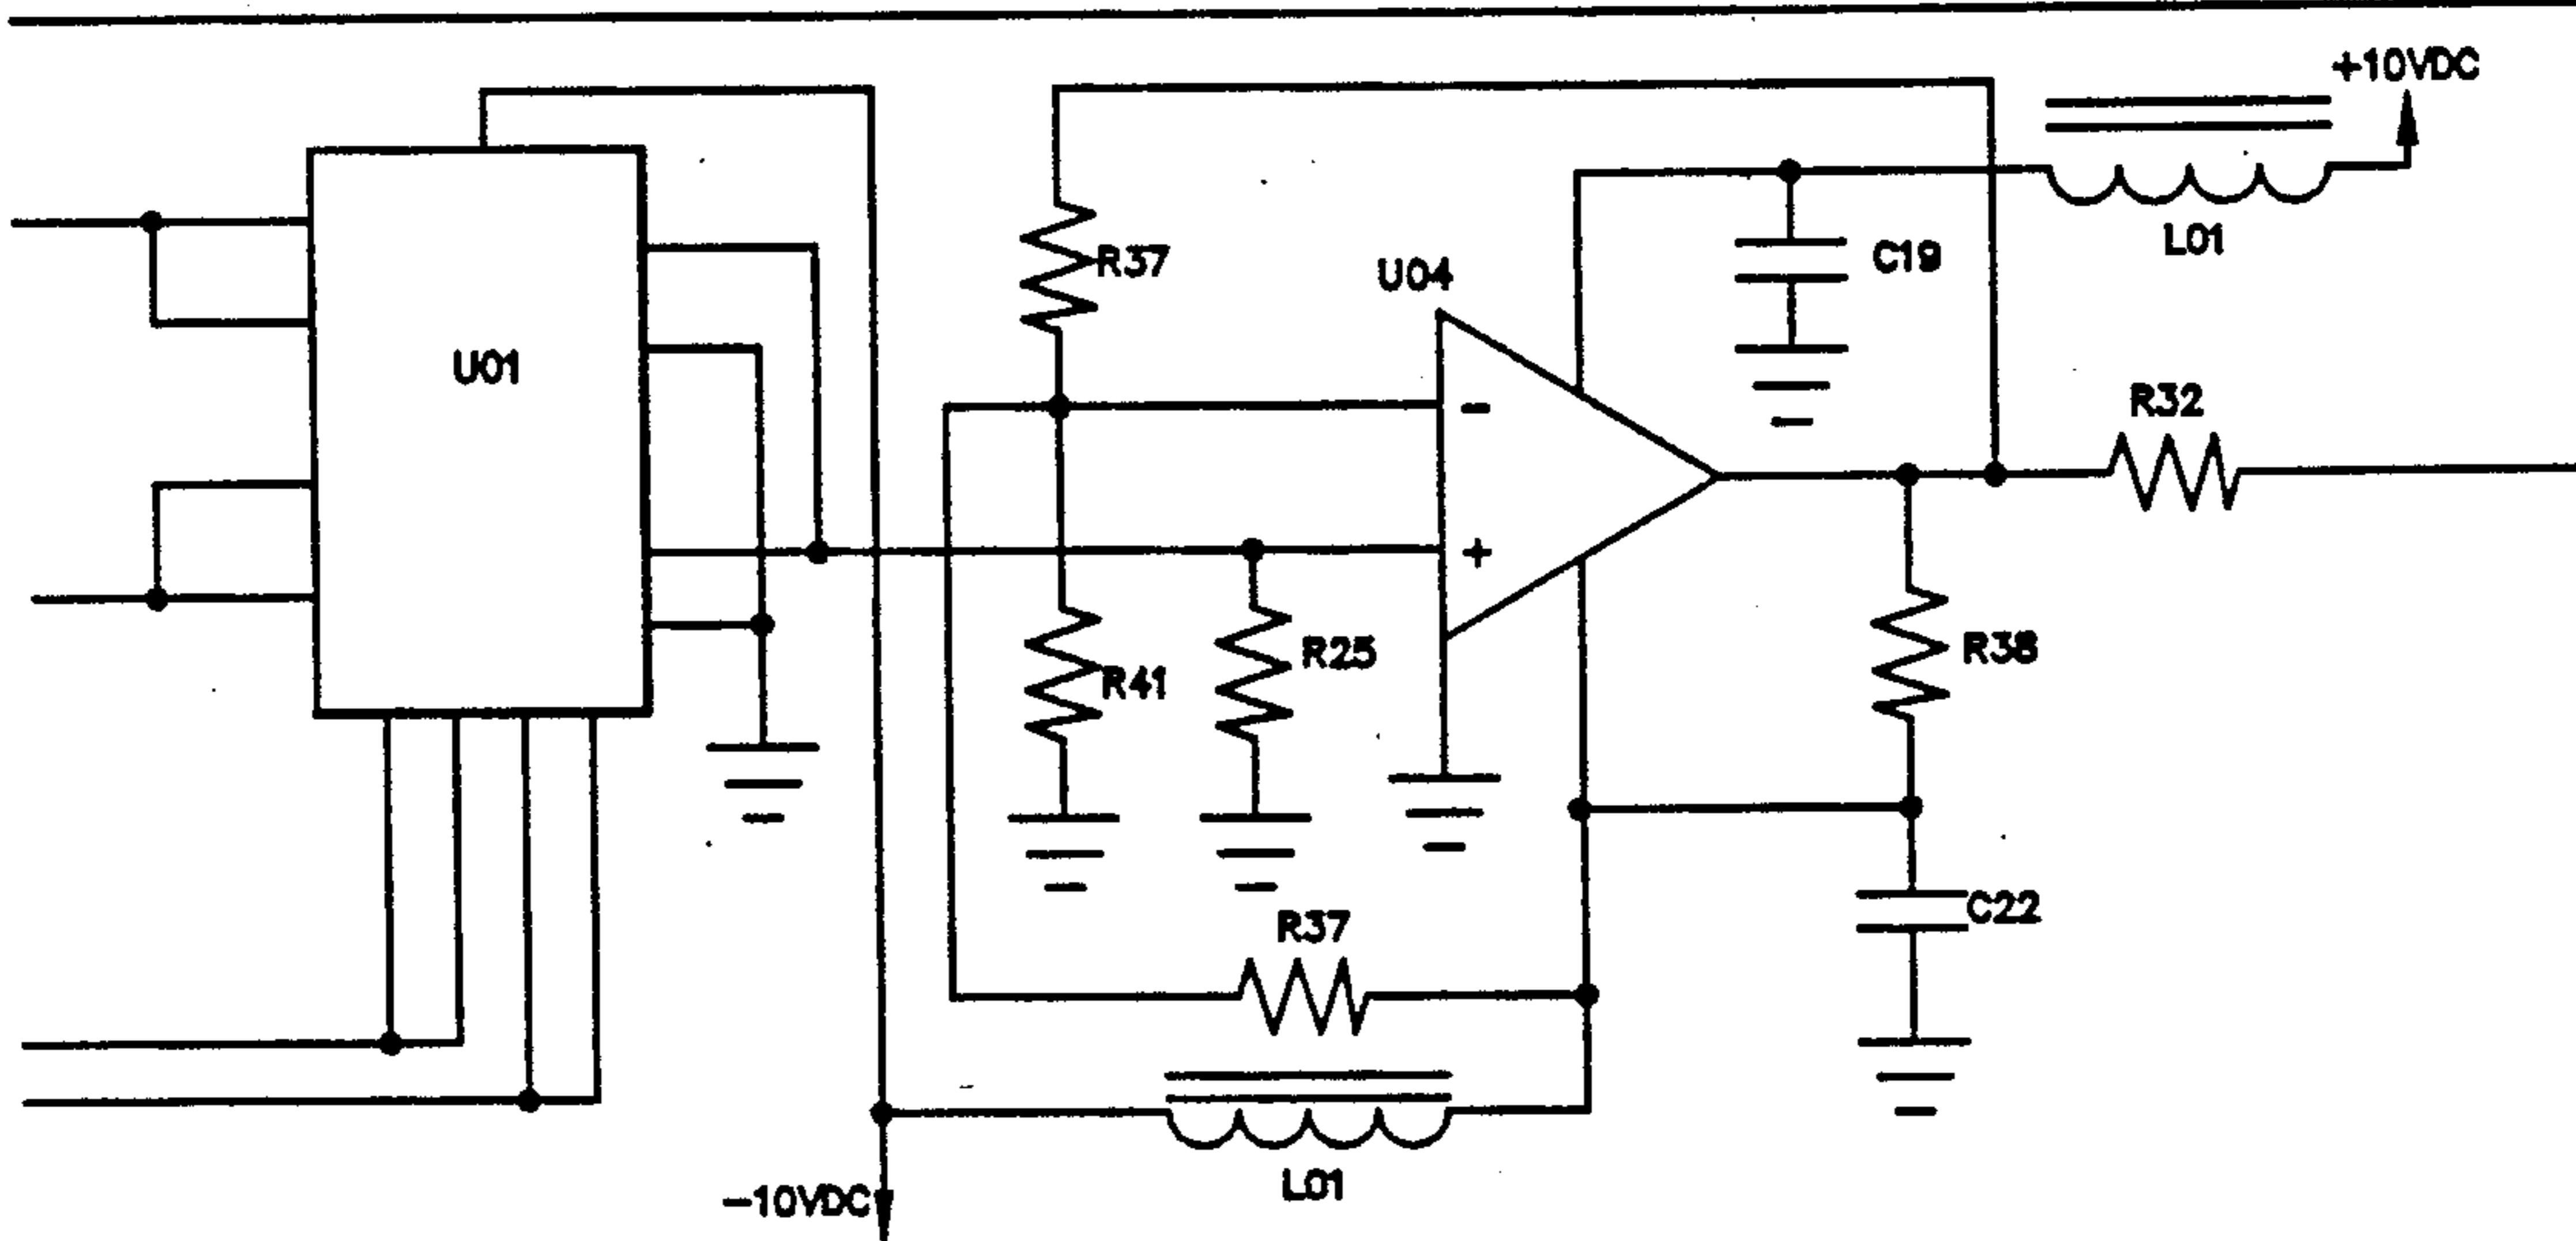 +10VDC
L01
R37
C19
U04
U01
R32
-
+
R38
R25
R41
R37
C22
L01
-10VDC